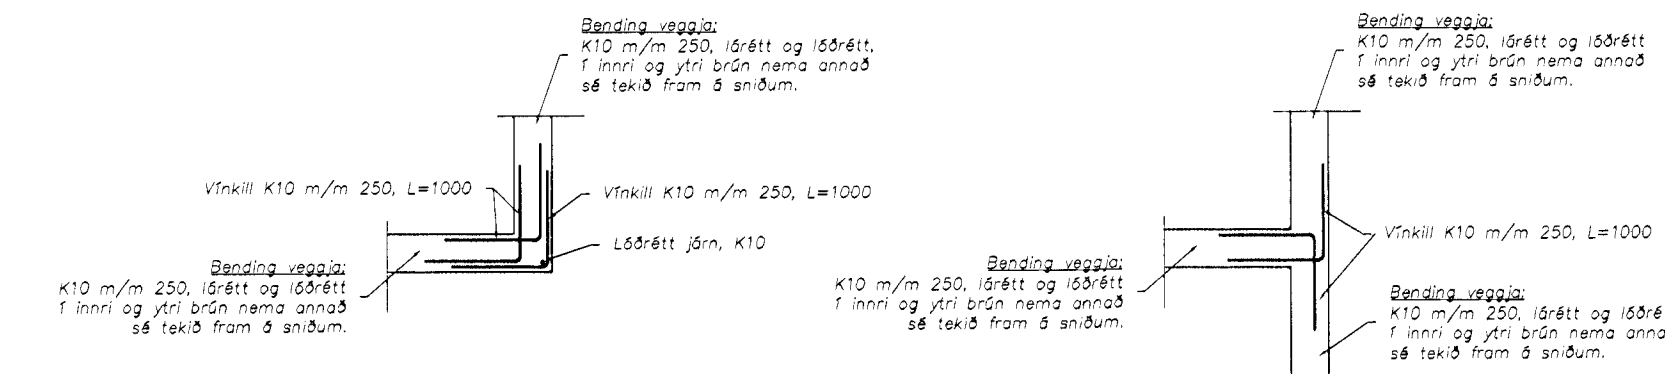 Bending veggja:
K10 m/m 250, lárétt og lóðrétt,
í innri og ytri brún nema annað
sé tekið fram á sniðum.
Vínkill K10 m/m 250, L=1000
Vínkill K10 m/m 250, L=1000
Lóðrétt járn, K10
Bending veggja:
K10 m/m 250, lárétt og lóðrétt
í innri og ytri brún nema annað
sé tekið fram á sniðum.
Bending veggja:
K10 m/m 250, lárétt og lóðrétt
í innri og ytri brún nema annað
sé tekið fram á sniðum.
Vínkill K10 m/m 250, L=1000
Bending veggja:
K10 m/m 250, lárétt og lóðrétt
í innri og ytri brún nema annað
sé tekið fram á sniðum.
Bending veggja:
K10 m/m 250, lárétt og lóðré
í innri og ytri brún nema anna
sé tekið fram á sniðum.